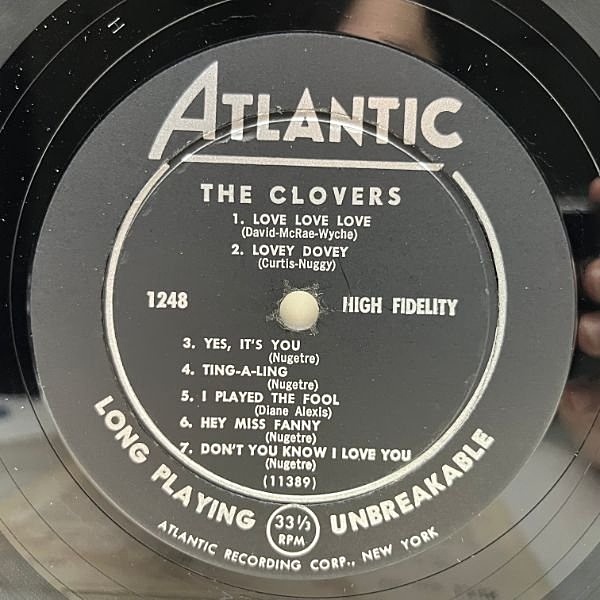 H
ATLANTIC
THE CLOVERS
1. LOVE LOVE LOVE
(David-McRae-Wyche)
2. LOVEY DOVEY
(Curtis-Nuggy)
1248
HIGH FIDELITY
3. YES, IT'S YOU
(Nugetre)
4. TING-A-LING
(Nugetre)
5. I PLAYED THE FOOL
(Diane Alexis)
6. HEY MISS FANNY
(Nugetre)
7. DON'T YOU KNOW I LOVE YOU
(Nugetre)
(11389)
LONG PLAYING
33 1/3
RPM
UNBREAKABLE
ATLANTIC RECORDING CORP., NEW YORK